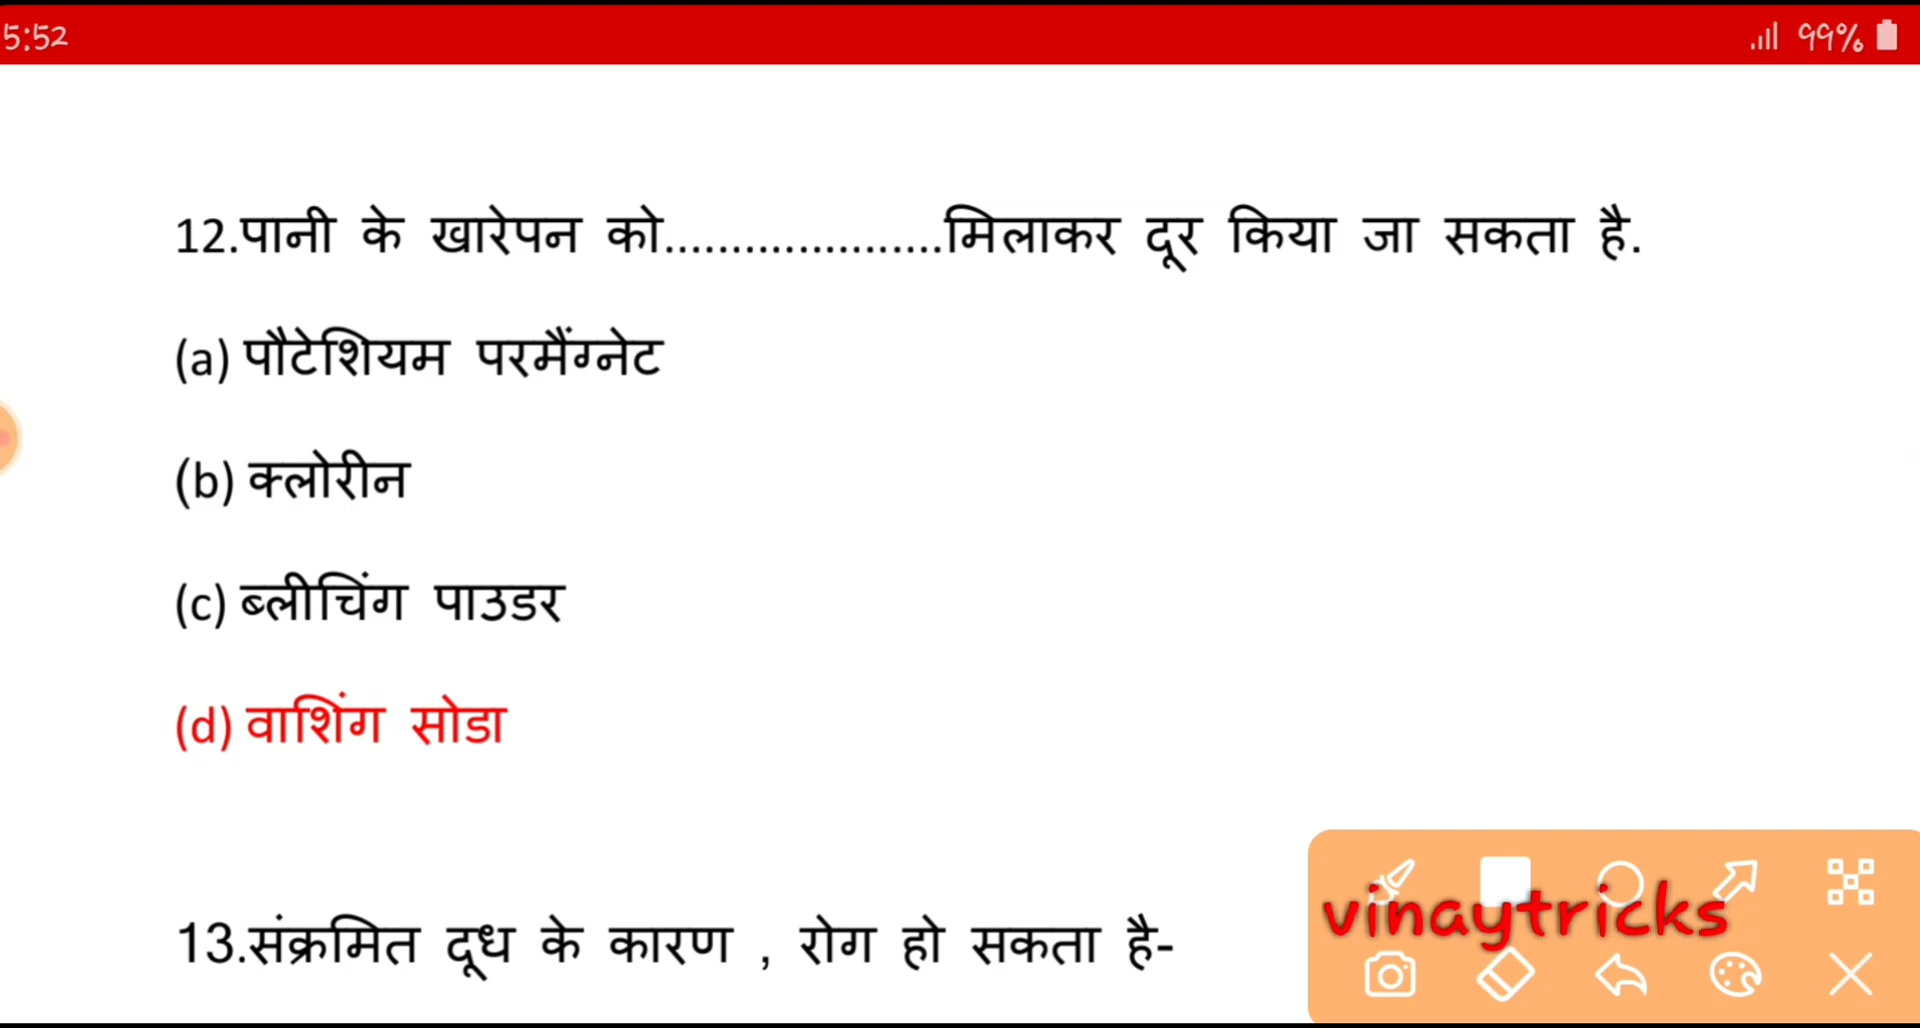 5:52
99%
12.पानी के खारेपन को.....................मिलाकर दूर किया जा सकता है.
(a) पौटेशियम परमैंग्नेट
(b) क्लोरीन
(c) ब्लीचिंग पाउडर
(d) वाशिंग सोडा
13.संक्रमित दूध के कारण , रोग हो सकता है-
vinaytricks